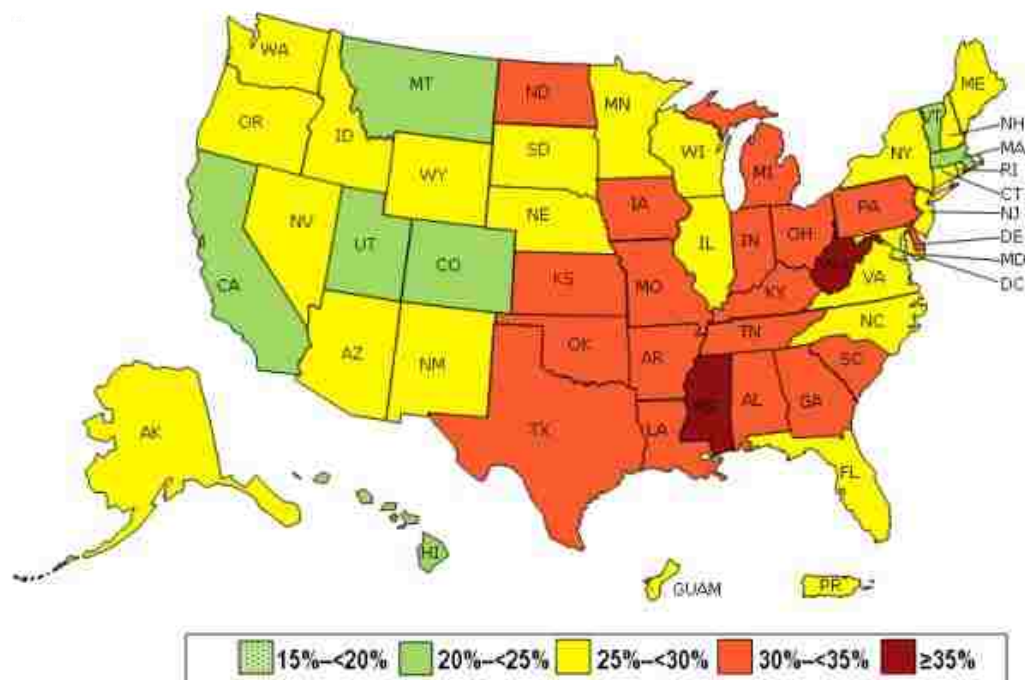 WA
MT
ND
MN
ME
OR
ID
SD
WI
VT
NH
MA
NY
RI
WY
MI
CT
NE
IA
PA
NJ
NV
IL
IN
OH
DE
UT
CO
MD
CA
KS
MO
VA
DC
KY
NC
AZ
NM
OK
TN
AR
SC
AL
GA
TX
LA
AK
FL
HI
GUAM
PR
15%–<20%
20%–<25%
25%–<30%
30%–<35%
≥35%